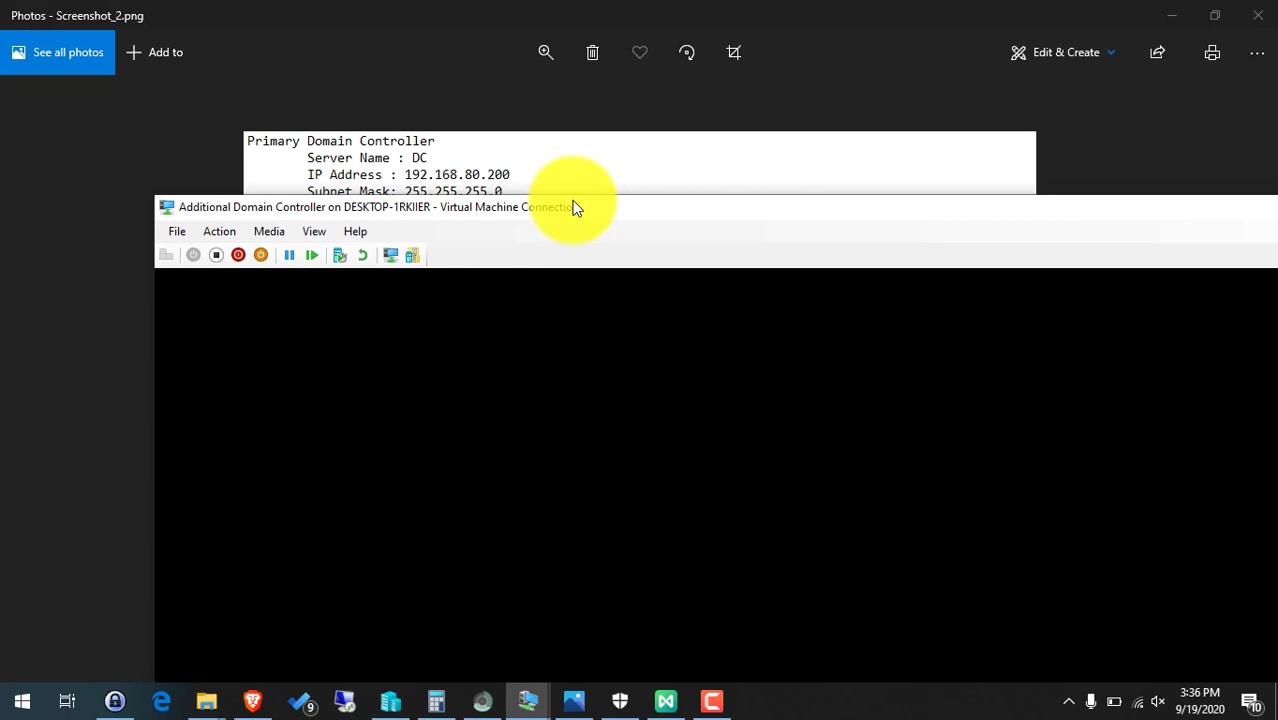 Photos - Screenshot_2.png
See all photos
Add to
Edit & Create
Primary Domain Controller
Server Name : DC
IP Address : 192.168.80.200
Subnet Mask: 255.255.255.0
Additional Domain Controller on DESKTOP-1RKIIER - Virtual Machine Connection
File Action Media View Help
9
3:36 PM
9/19/2020
10